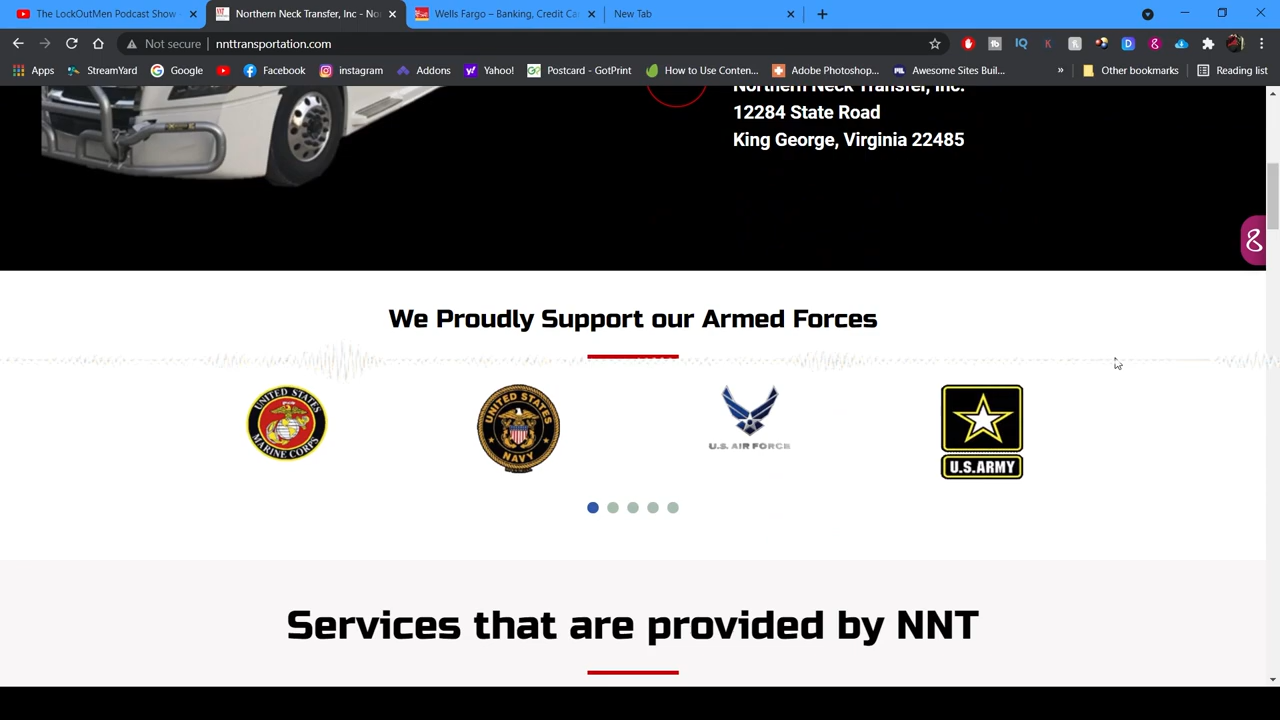 The LockOutMen Podcast Show
Northern Neck Transfer, Inc - No
Wells Fargo – Banking, Credit Ca
New Tab
Not secure
nnttransportation.com
Apps
StreamYard
Google
Facebook
instagram
Addons
Yahoo!
Postcard - GotPrint
How to Use Conten...
Adobe Photoshop...
Awesome Sites Buil...
»
Other bookmarks
Reading list
Northern Neck Transfer, Inc.
12284 State Road
King George, Virginia 22485
We Proudly Support our Armed Forces
UNITED STATES
MARINE CORPS
UNITED STATES
NAVY
U.S. AIR FORCE
U.S.ARMY
Services that are provided by NNT